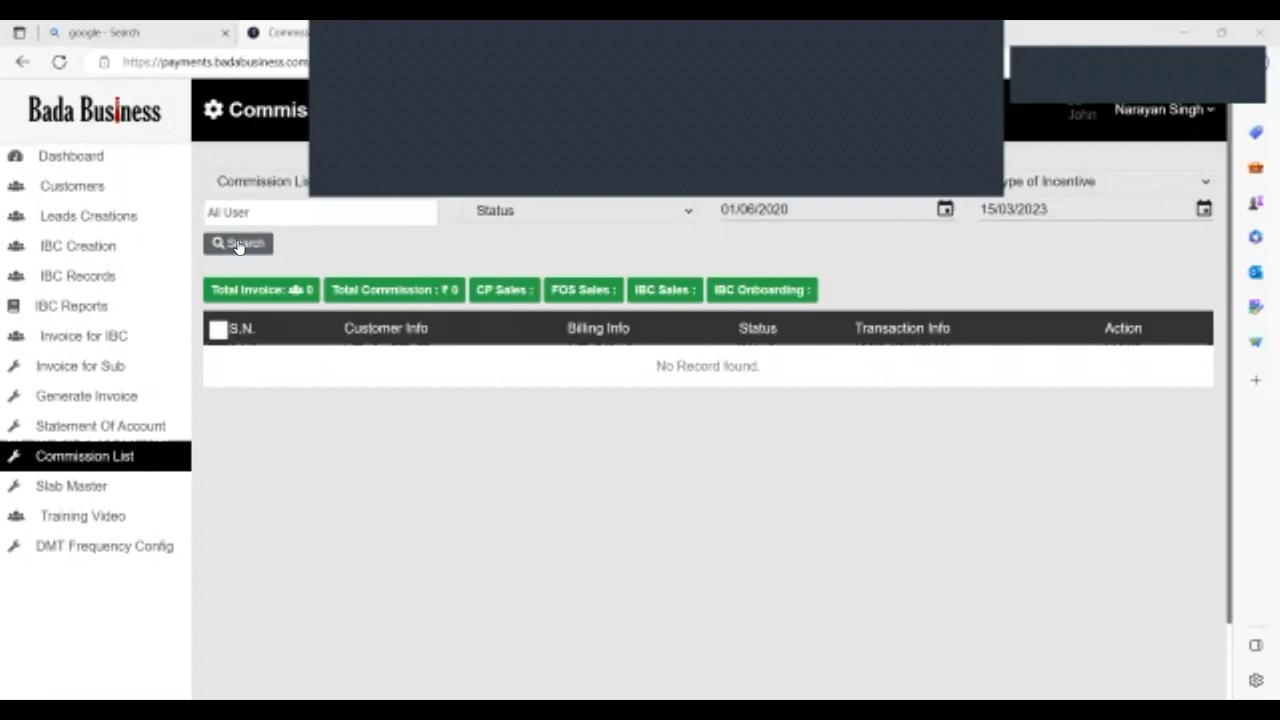 google - Search
Commiss
https://payments.badabusiness.com
Bada Business
Commis
John
Narayan Singh
Dashboard
Customers
Leads Creations
IBC Creation
IBC Records
IBC Reports
Invoice for IBC
Invoice for Sub
Generate Invoice
Statement Of Account
Commission List
Slab Master
Training Video
DMT Frequency Config
Commission Lis
ype of Incentive
All User
Status
01/06/2020
15/03/2023
Search
Total Invoice: 0
Total Commission : ₹ 0
CP Sales :
FOS Sales :
IBC Sales :
IBC Onboarding :
S.N.
Customer Info
Billing Info
Status
Transaction Info
Action
No Record found.